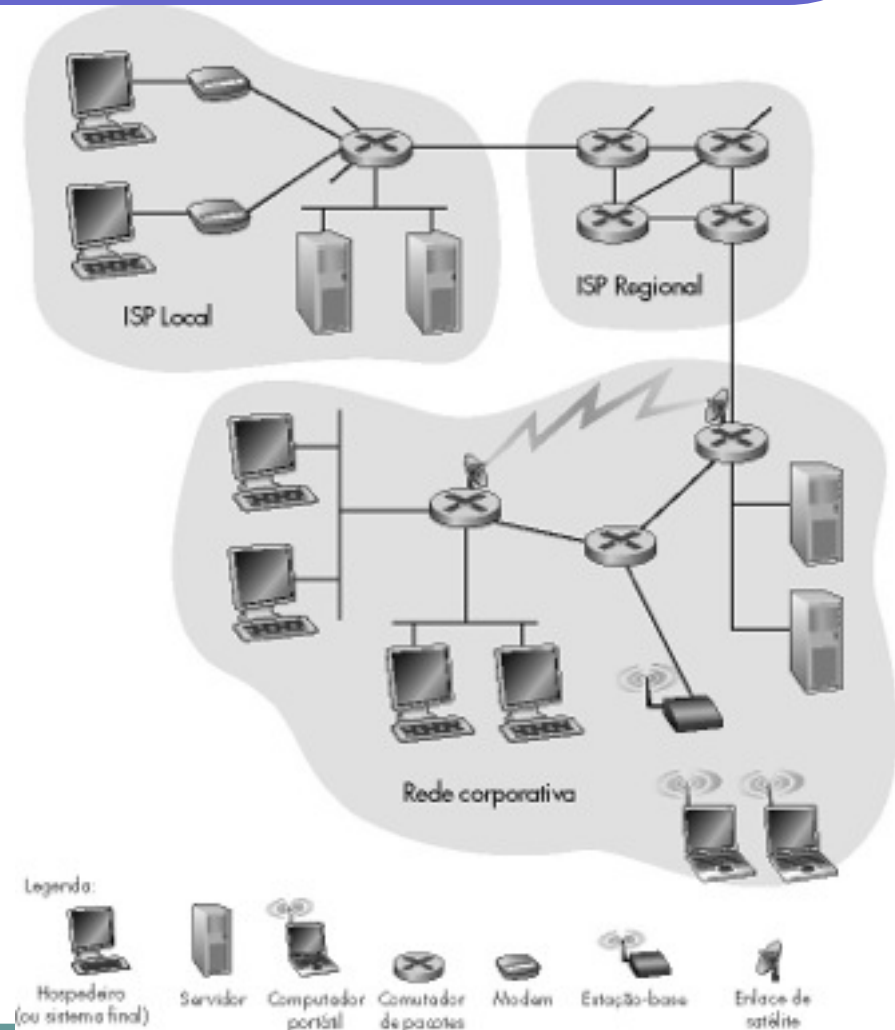 ISP Local
ISP Regional
Rede corporativa
Legenda:
Hospedeiro
(ou sistema final)
Servidor
Computador
portátil
Comutador
de pacotes
Modem
Estação-base
Enlace de
satélite